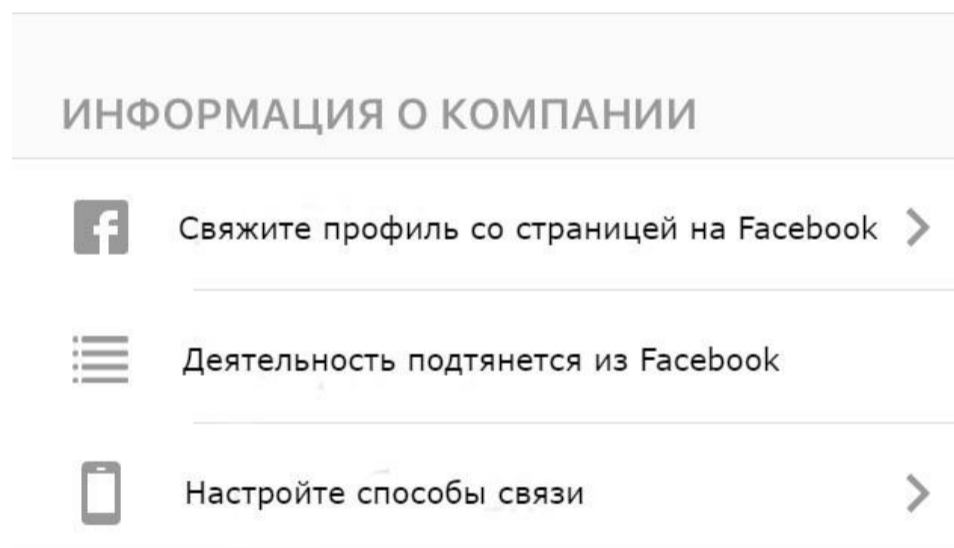 ИНФОРМАЦИЯ О КОМПАНИИ
Свяжите профиль со страницей на Facebook
Деятельность подтянется из Facebook
Настройте способы связи